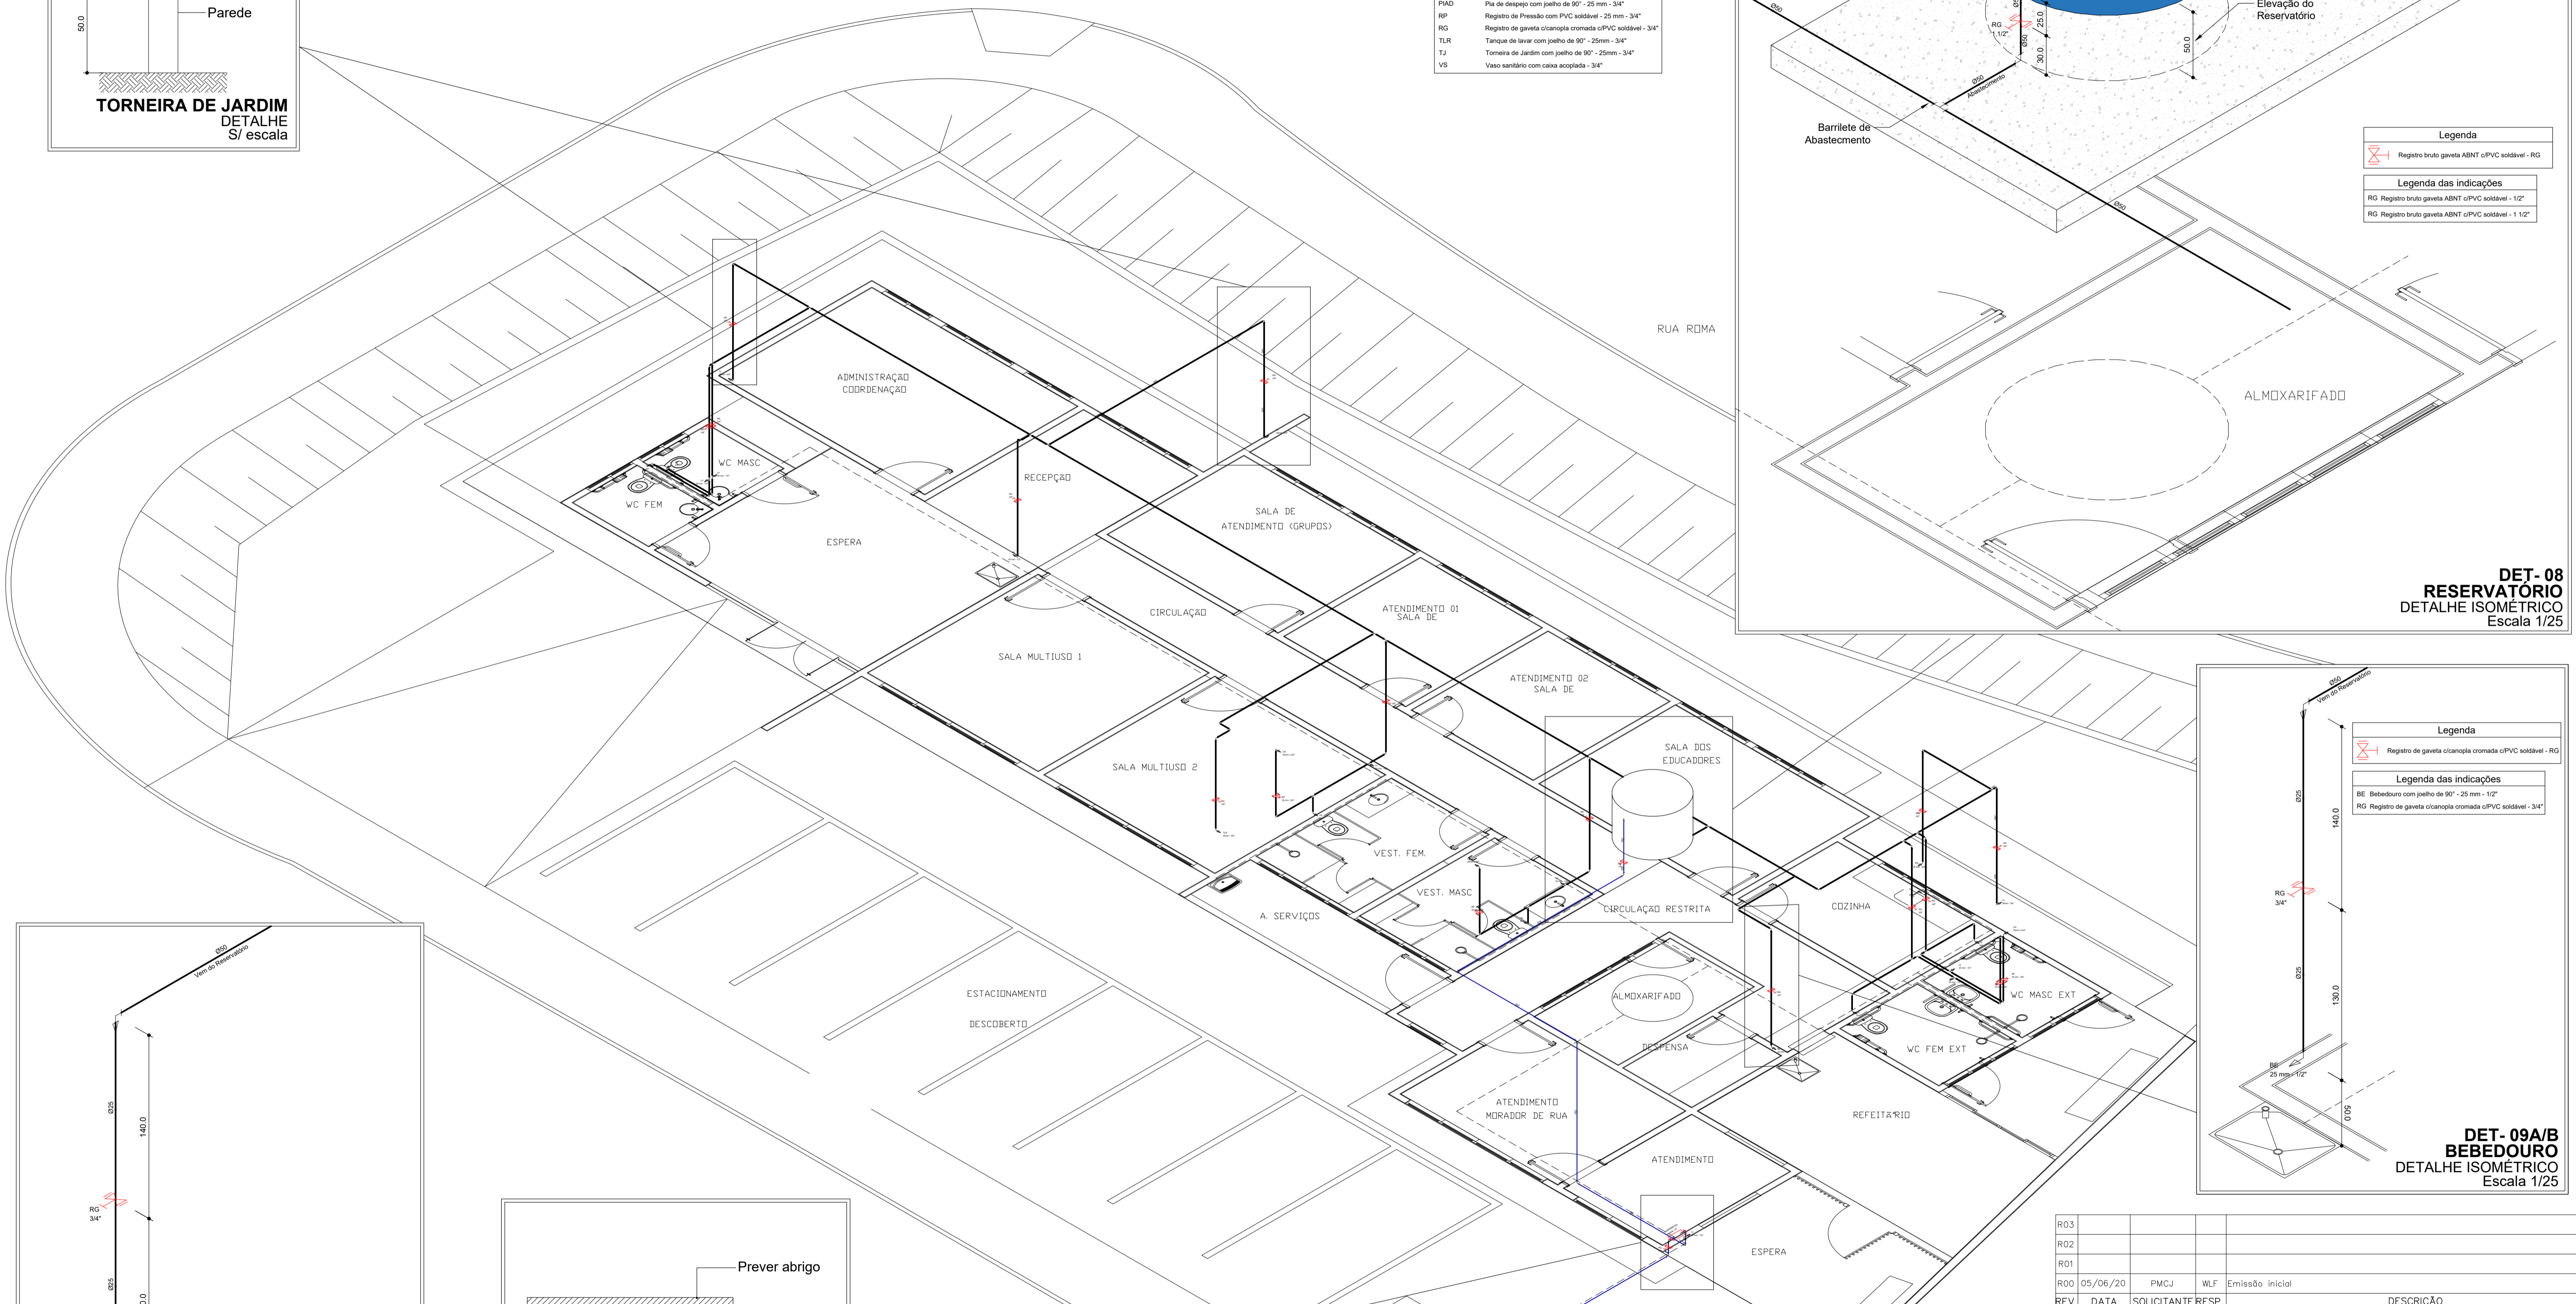 50.0
Parede
TORNEIRA DE JARDIM
DETALHE
S/ escala
PIAD Pia de despejo com joelho de 90° - 25 mm - 3/4"
RP Registro de Pressão com PVC soldável - 25 mm - 3/4"
RG Registro de gaveta c/canopla cromada c/PVC soldável - 3/4"
TLR Tanque de lavar com joelho de 90° - 25mm - 3/4"
TJ Torneira de Jardim com joelho de 90° - 25mm - 3/4"
VS Vaso sanitário com caixa acoplada - 3/4"
Ø50
RG
1.1/2"
Ø50
25.0
30.0
50.0
Elevação do
Reservatório
Ø50
Abastecimento
Barrilete de
Abastecmento
Ø50
Legenda
Registro bruto gaveta ABNT c/PVC soldável - RG
Legenda das indicações
RG Registro bruto gaveta ABNT c/PVC soldável - 1/2"
RG Registro bruto gaveta ABNT c/PVC soldável - 1 1/2"
ALMOXARIFADO
DET- 08
RESERVATÓRIO
DETALHE ISOMÉTRICO
Escala 1/25
RUA ROMA
ADMINISTRAÇÃO
COORDENAÇÃO
WC MASC
WC FEM
RECEPÇÃO
ESPERA
SALA DE
ATENDIMENTO (GRUPOS)
CIRCULAÇÃO
ATENDIMENTO 01
SALA DE
SALA MULTIUSO 1
ATENDIMENTO 02
SALA DE
SALA MULTIUSO 2
SALA DOS
EDUCADORES
VEST. FEM.
VEST. MASC
A. SERVIÇOS
CIRCULAÇÃO RESTRITA
COZINHA
ALMOXARIFADO
WC MASC EXT
WC FEM EXT
DESPENSA
ESTACIONAMENTO
DESCOBERTO
ATENDIMENTO
MORADOR DE RUA
REFEITÓRIO
ATENDIMENTO
ESPERA
Ø50
Vem do Reservatório
Legenda
Registro de gaveta c/canopla cromada c/PVC soldável - RG
Legenda das indicações
BE Bebedouro com joelho de 90° - 25 mm - 1/2"
RG Registro de gaveta c/canopla cromada c/PVC soldável - 3/4"
Ø25
140.0
RG
3/4"
Ø25
130.0
BE
25 mm - 1/2"
50.0
DET- 09A/B
BEBEDOURO
DETALHE ISOMÉTRICO
Escala 1/25
Ø50
Vem do Reservatório
Ø25
140.0
RG
3/4"
Ø25
Prever abrigo
R03
R02
R01
R00 05/06/20 PMCJ WLF Emissão inicial
REV. DATA SOLICITANTE RESP. DESCRIÇÃO